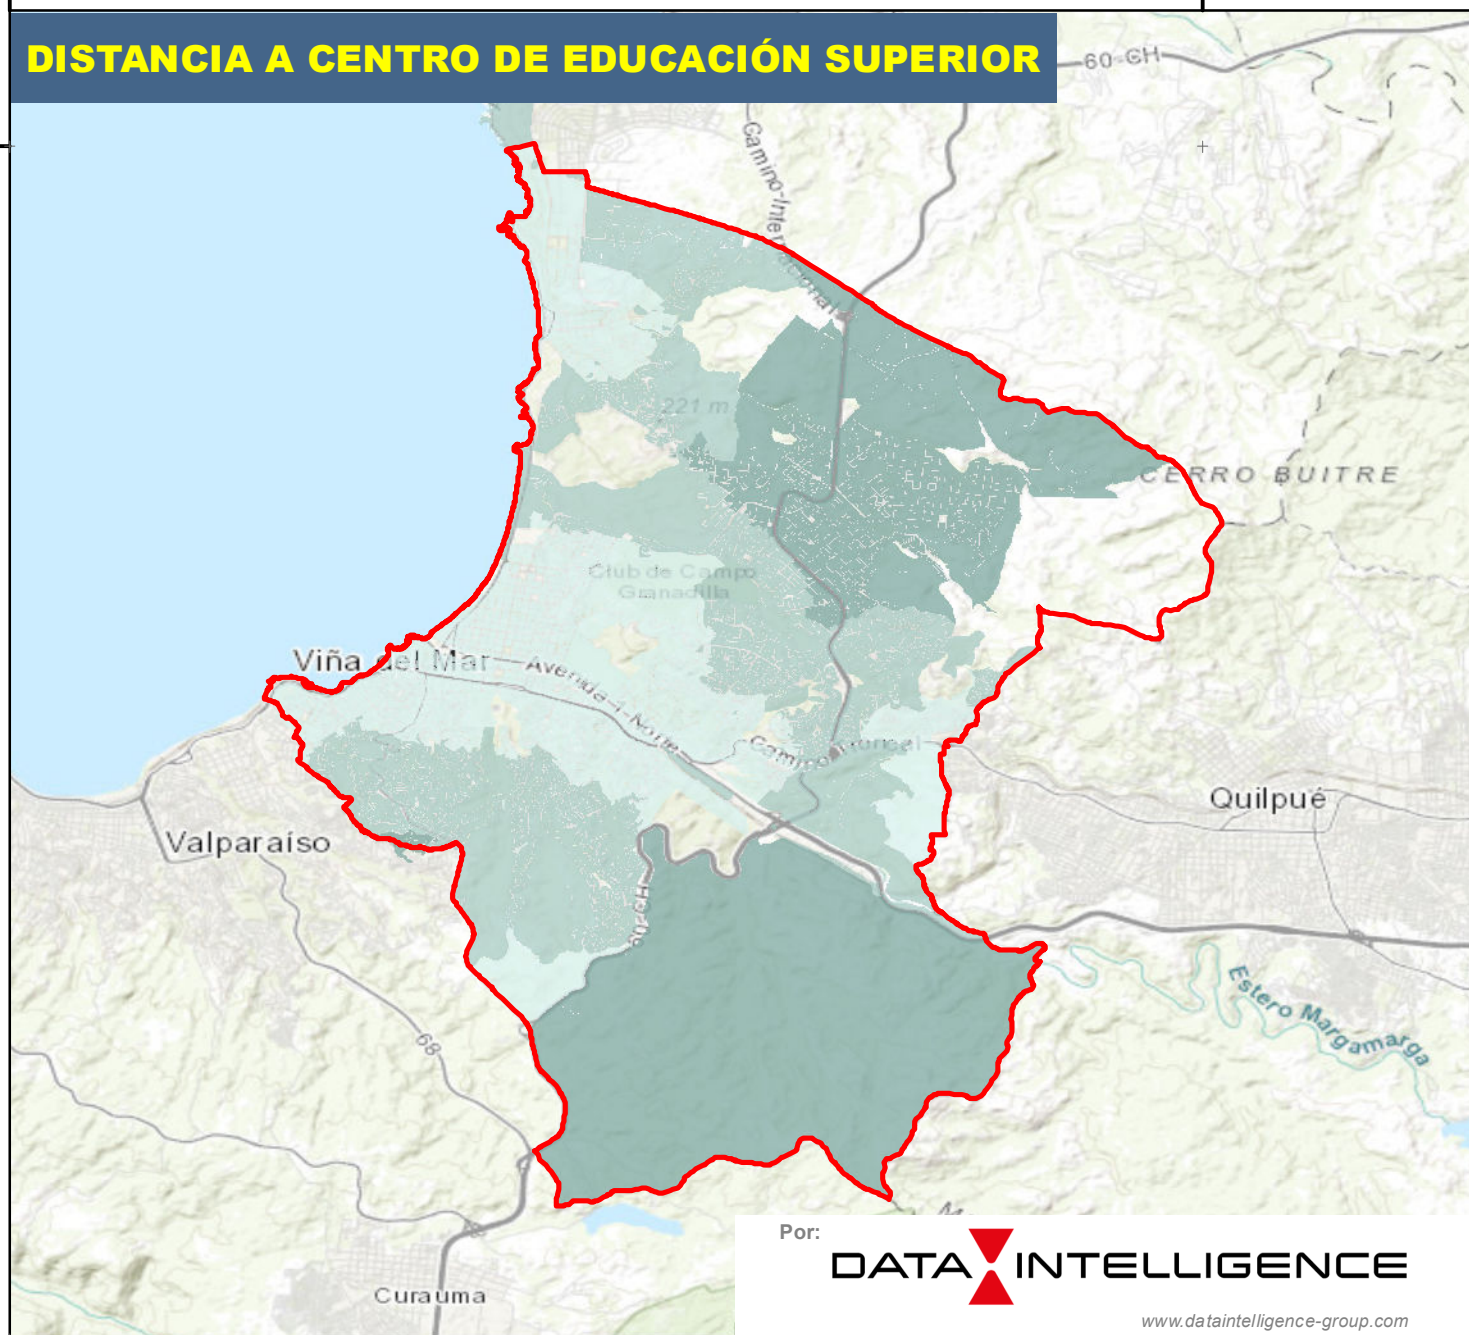 DISTANCIA A CENTRO DE EDUCACIÓN SUPERIOR
60-CH
Camino-Internacional
221 m
CERRO BUITRE
Club de Campo
Granadilla
Viña del Mar
Avenida-1-Norte
Camino Troncal
Quilpué
Valparaíso
Estero Margamarga
68
Curauma
Por:
DATA INTELLIGENCE
www.dataintelligence-group.com